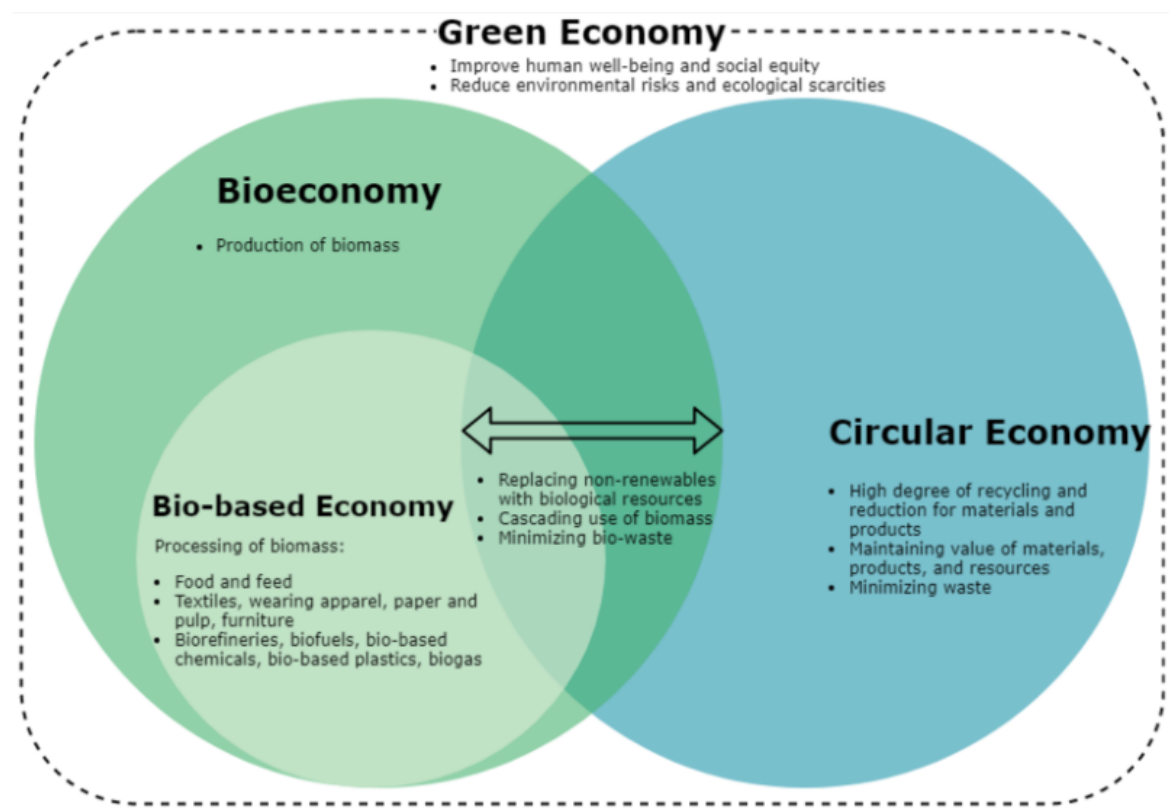 Green Economy
• Improve human well-being and social equity
• Reduce environmental risks and ecological scarcities
Bioeconomy
• Production of biomass
Bio-based Economy
Processing of biomass:
• Food and feed
• Textiles, wearing apparel, paper and
pulp, furniture
• Biorefineries, biofuels, bio-based
chemicals, bio-based plastics, biogas
• Replacing non-renewables
with biological resources
• Cascading use of biomass
• Minimizing bio-waste
Circular Economy
• High degree of recycling and
reduction for materials and
products
• Maintaining value of materials,
products, and resources
• Minimizing waste